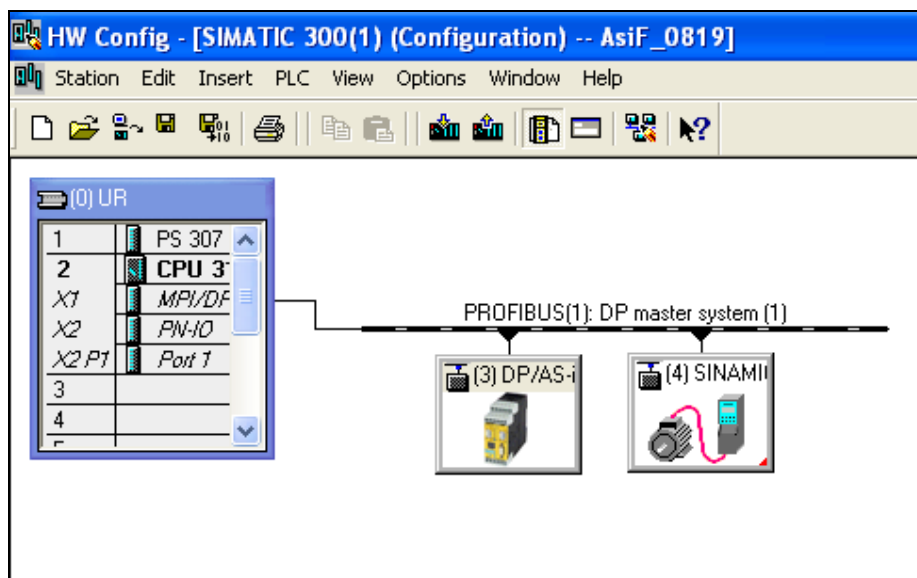 HW Config - [SIMATIC 300(1) (Configuration) -- AsiF_0819]
Station Edit Insert PLC View Options Window Help
(0) UR
1 PS 307
2 CPU 3
X1 MPI/DP
X2 PN-IO
X2 P1 Port 1
3
4
PROFIBUS(1): DP master system (1)
(3) DP/AS-i
(4) SINAMI